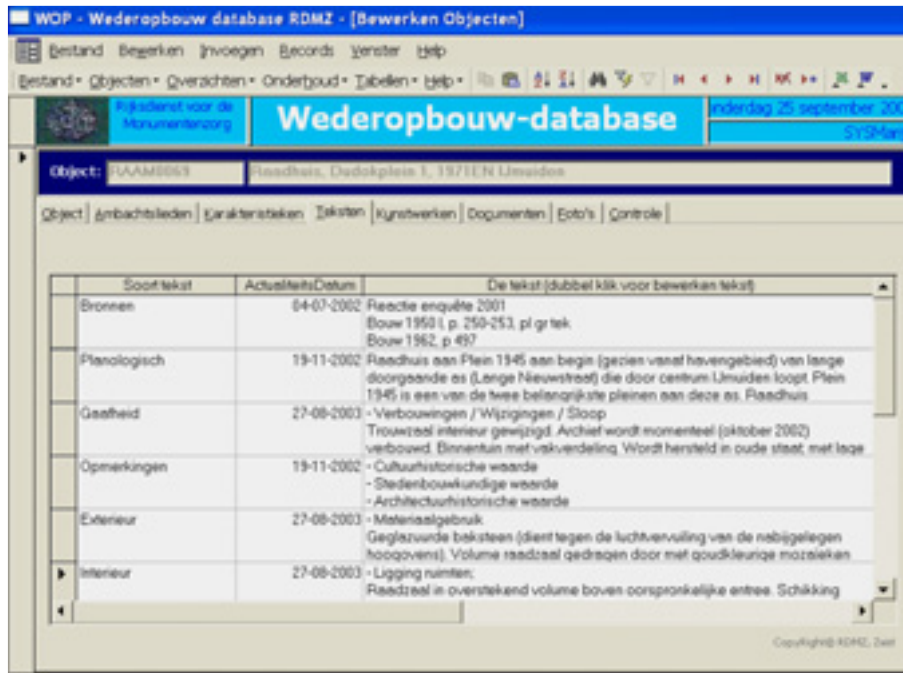 WOP - Wederopbouw database RDMZ - [Bewerken Objecten]
Bestand Bewerken Invoegen Records Venster Help
Bestand Objecten Overzichten Onderhoud Tabellen Help
Rijksdienst voor de
Monumentenzorg
Wederopbouw-database
nderdag 25 september 200
SYSMan
Object: RAAM0069 Raadhuis, Dudokplein 1, 1971EN IJmuiden
Object Ambachtslieden Karakteristieken Teksten Kunstwerken Documenten Foto's Controle
Soort tekst ActualiteitsDatum De tekst (dubbel klik voor bewerken tekst)
Bronnen 04-07-2002 Reactie enquête 2001
Bouw 1950 I, p. 250-253, pl gr tek
Bouw 1962, p 497
Planologisch 19-11-2002 Raadhuis aan Plein 1945 aan begin (gezien vanaf havengebied) van lange
doorgaande as (Lange Nieuwstraat) die door centrum IJmuiden loopt. Plein
1945 is een van de twee belangrijkste pleinen aan deze as. Raadhuis
Gaafheid 27-08-2003 - Verbouwingen / Wijzigingen / Sloop
Trouwzaal interieur gewijzigd. Archief wordt momenteel (oktober 2002)
verbouwd. Binnentuin met vakverdeling. Wordt hersteld in oude staat, met lage
Opmerkingen 19-11-2002 - Cultuurhistorische waarde
- Stedenbouwkundige waarde
- Architectuurhistorische waarde
Exterieur 27-08-2003 - Materiaalgebruik
Geglazuurde baksteen (dient tegen de luchtvervuiling van de nabijgelegen
hoogovens). Volume raadzaal gedragen door met goudkleurige mozaieken
Interieur 27-08-2003 - Ligging ruimten;
Raadzaal in overstekend volume boven oorspronkelijke entree. Schikking
Copyright@ RDMZ, Zeist